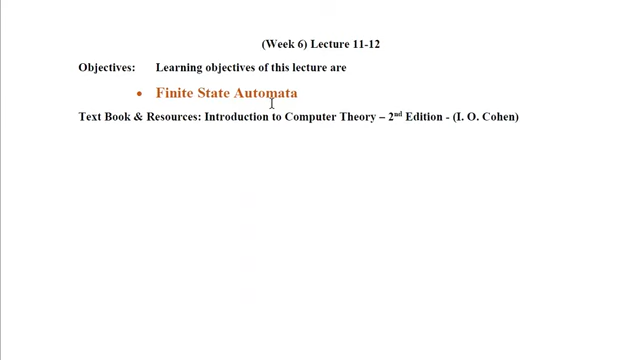 (Week 6) Lecture 11-12
Objectives: Learning objectives of this lecture are
• Finite State Automata
Text Book & Resources: Introduction to Computer Theory – 2nd Edition - (I. O. Cohen)